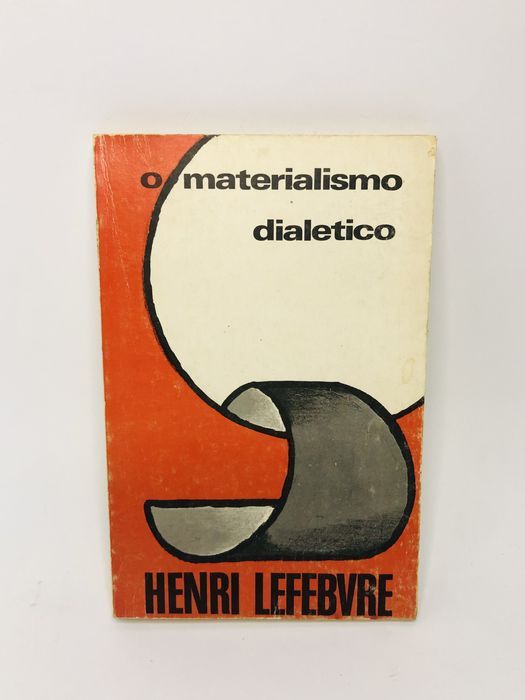 o materialismo
dialetico
HENRI LEFEBVRE